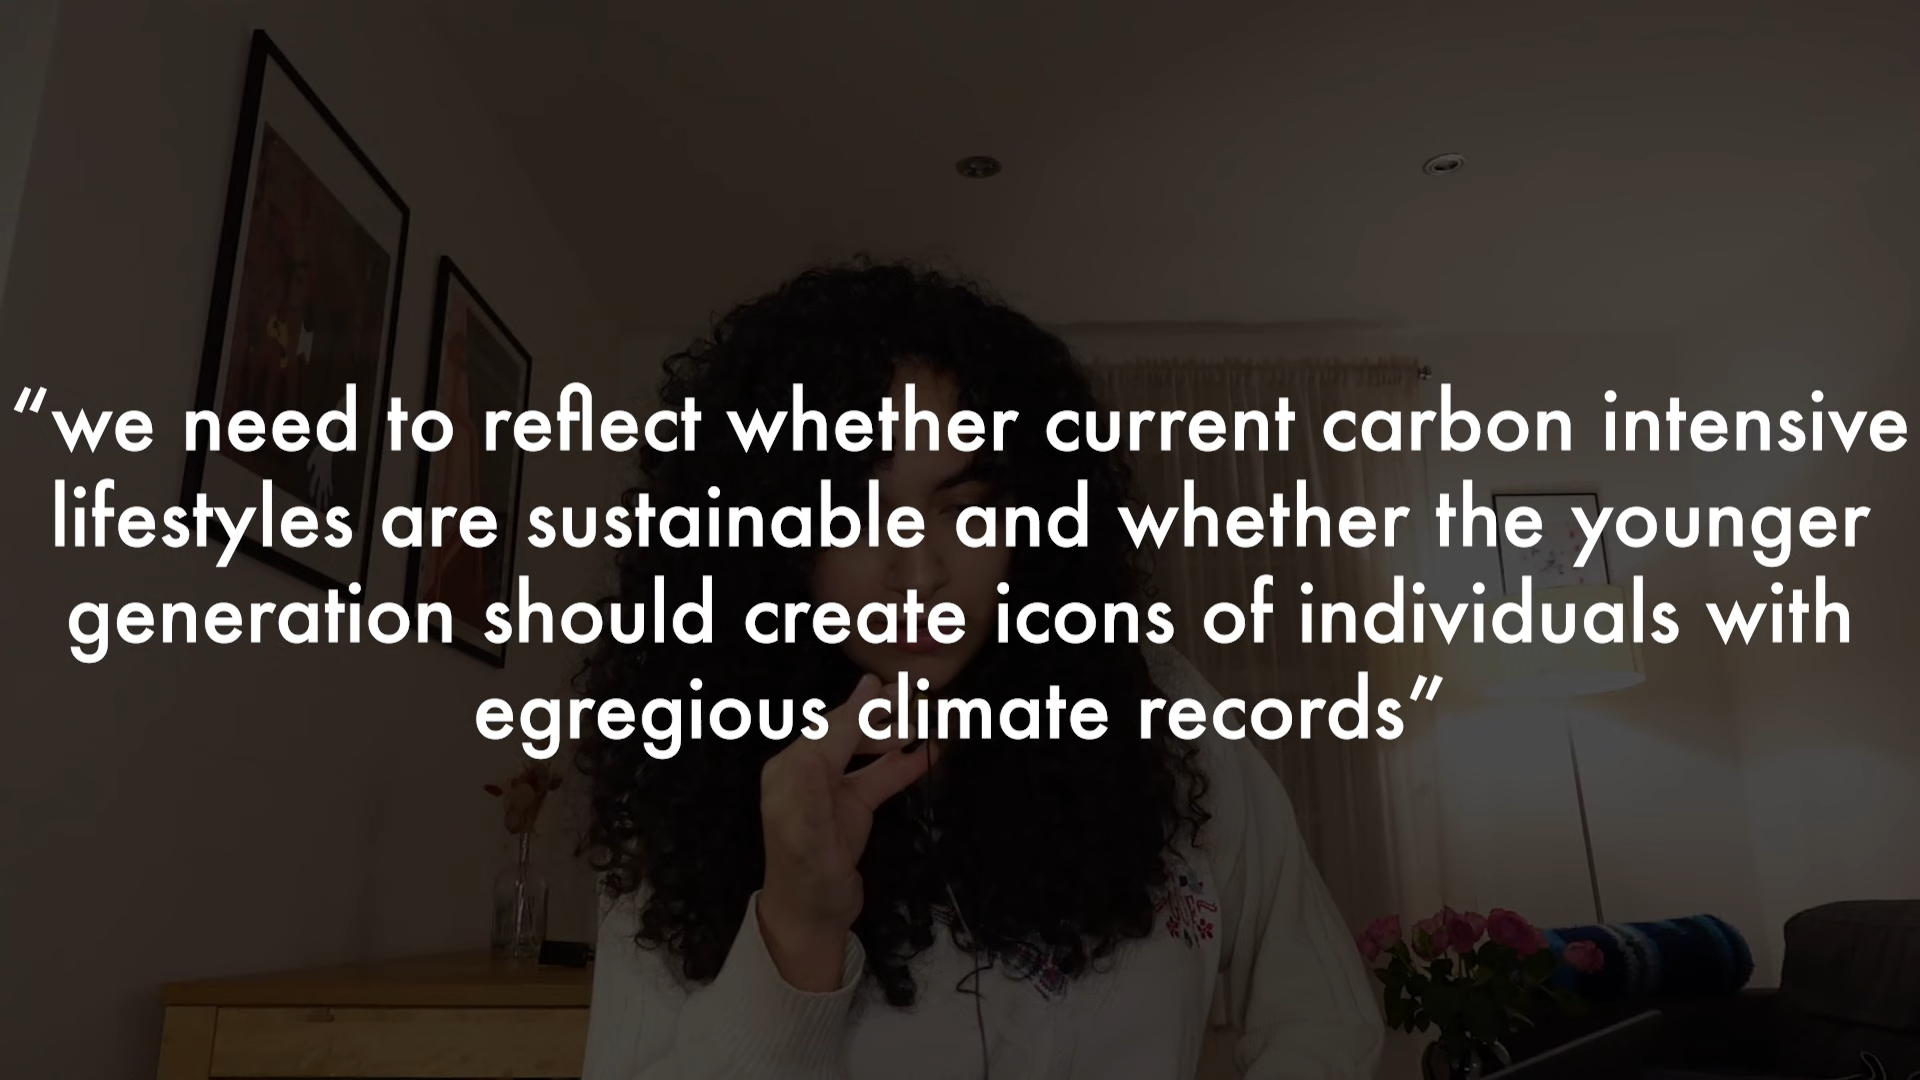 “we need to reflect whether current carbon intensive
lifestyles are sustainable and whether the younger
generation should create icons of individuals with
egregious climate records”